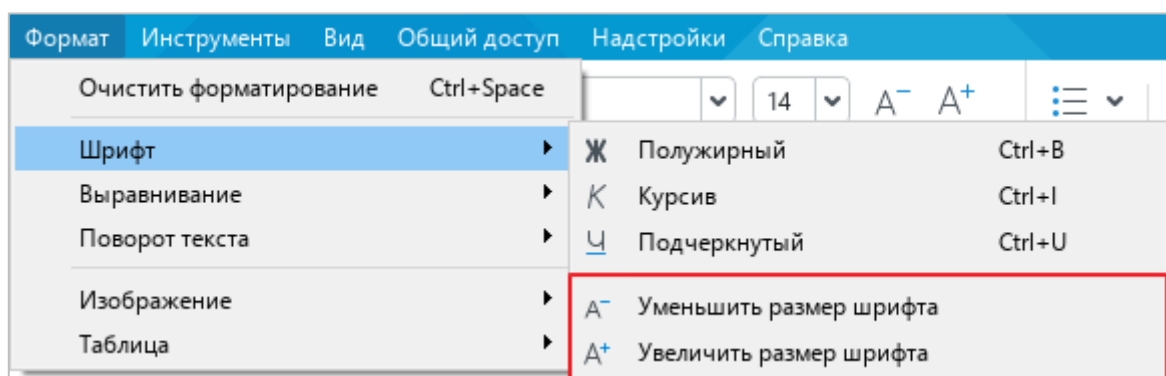 Формат Инструменты Вид Общий доступ Надстройки Справка
Очистить форматирование Ctrl+Space
14 A⁻ A⁺
Шрифт
Выравнивание
Поворот текста
Изображение
Таблица
Ж Полужирный Ctrl+B
К Курсив Ctrl+I
Ч Подчеркнутый Ctrl+U
A⁻ Уменьшить размер шрифта
A⁺ Увеличить размер шрифта